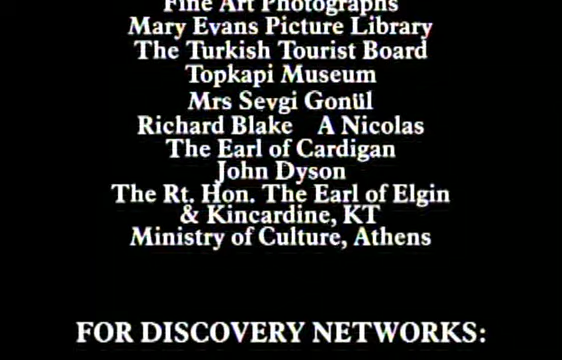 Fine Art Photographs
Mary Evans Picture Library
The Turkish Tourist Board
Topkapi Museum
Mrs Sevgi Gonül
Richard Blake A Nicolas
The Earl of Cardigan
John Dyson
The Rt. Hon. The Earl of Elgin
& Kincardine, KT
Ministry of Culture, Athens
FOR DISCOVERY NETWORKS: